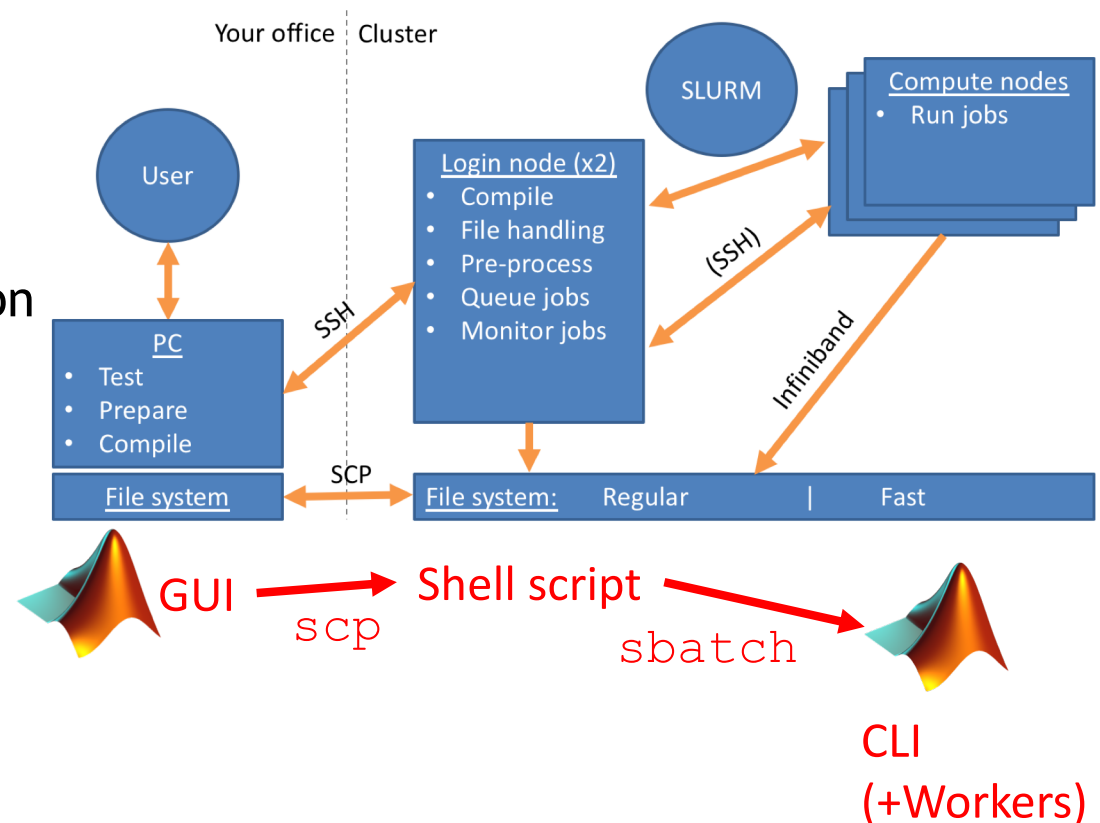 Your office
Cluster
SLURM
Compute nodes
• Run jobs
User
Login node (x2)
• Compile
• File handling
• Pre-process
• Queue jobs
• Monitor jobs
(SSH)
on
SSH
PC
• Test
• Prepare
• Compile
Infiniband
SCP
File system
File system: Regular | Fast
GUI
scp
Shell script
sbatch
CLI
(+Workers)